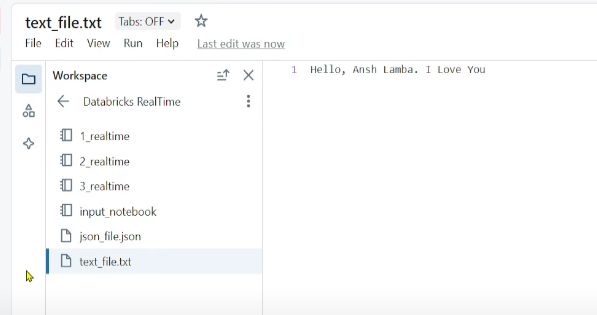 text_file.txt Tabs: OFF
File Edit View Run Help Last edit was now
Workspace
Databricks RealTime
1_realtime
2_realtime
3_realtime
input_notebook
json_file.json
text_file.txt
1 Hello, Ansh Lamba. I Love You